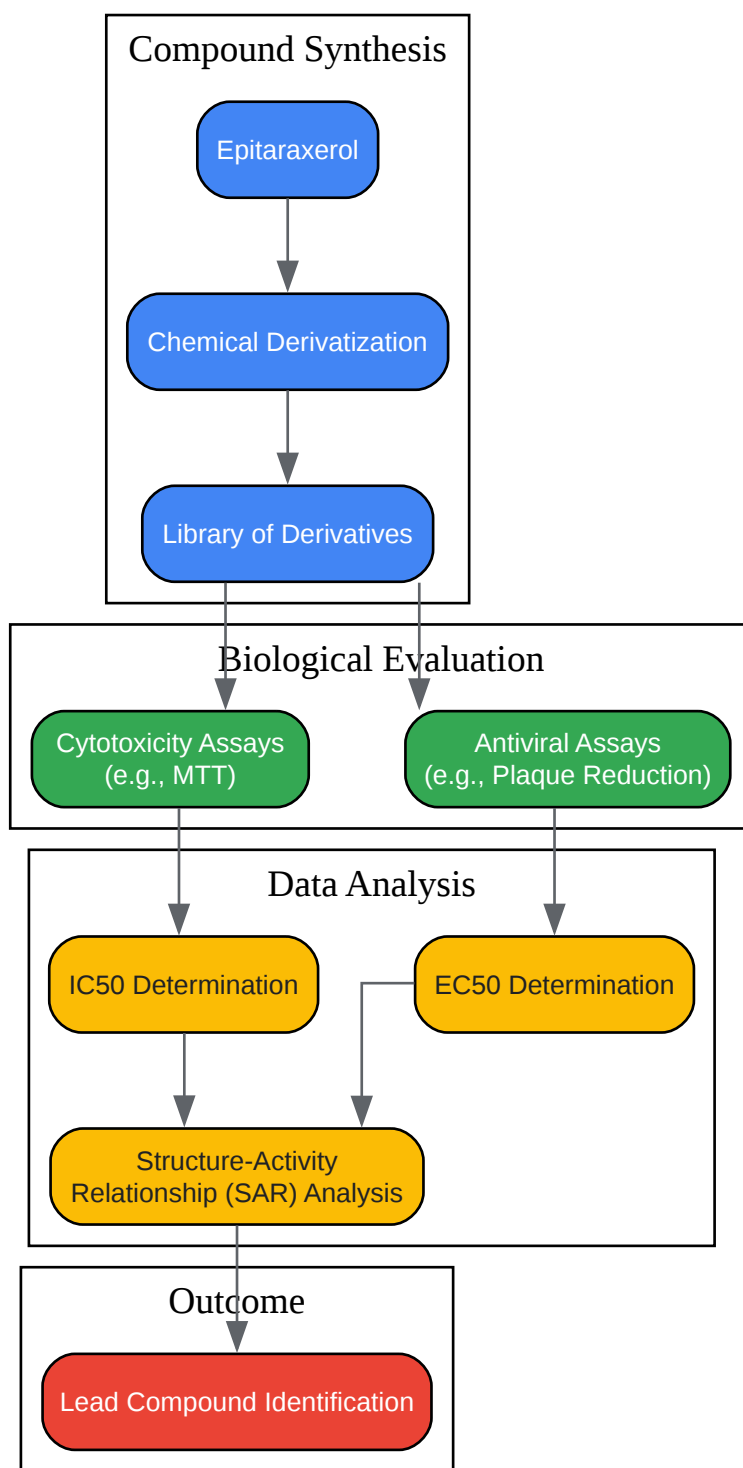 Compound Synthesis
Epitaraxerol
Chemical Derivatization
Library of Derivatives
Biological Evaluation
Cytotoxicity Assays
(e.g., MTT)
Antiviral Assays
(e.g., Plaque Reduction)
Data Analysis
IC50 Determination
EC50 Determination
Structure-Activity
Relationship (SAR) Analysis
Outcome
Lead Compound Identification